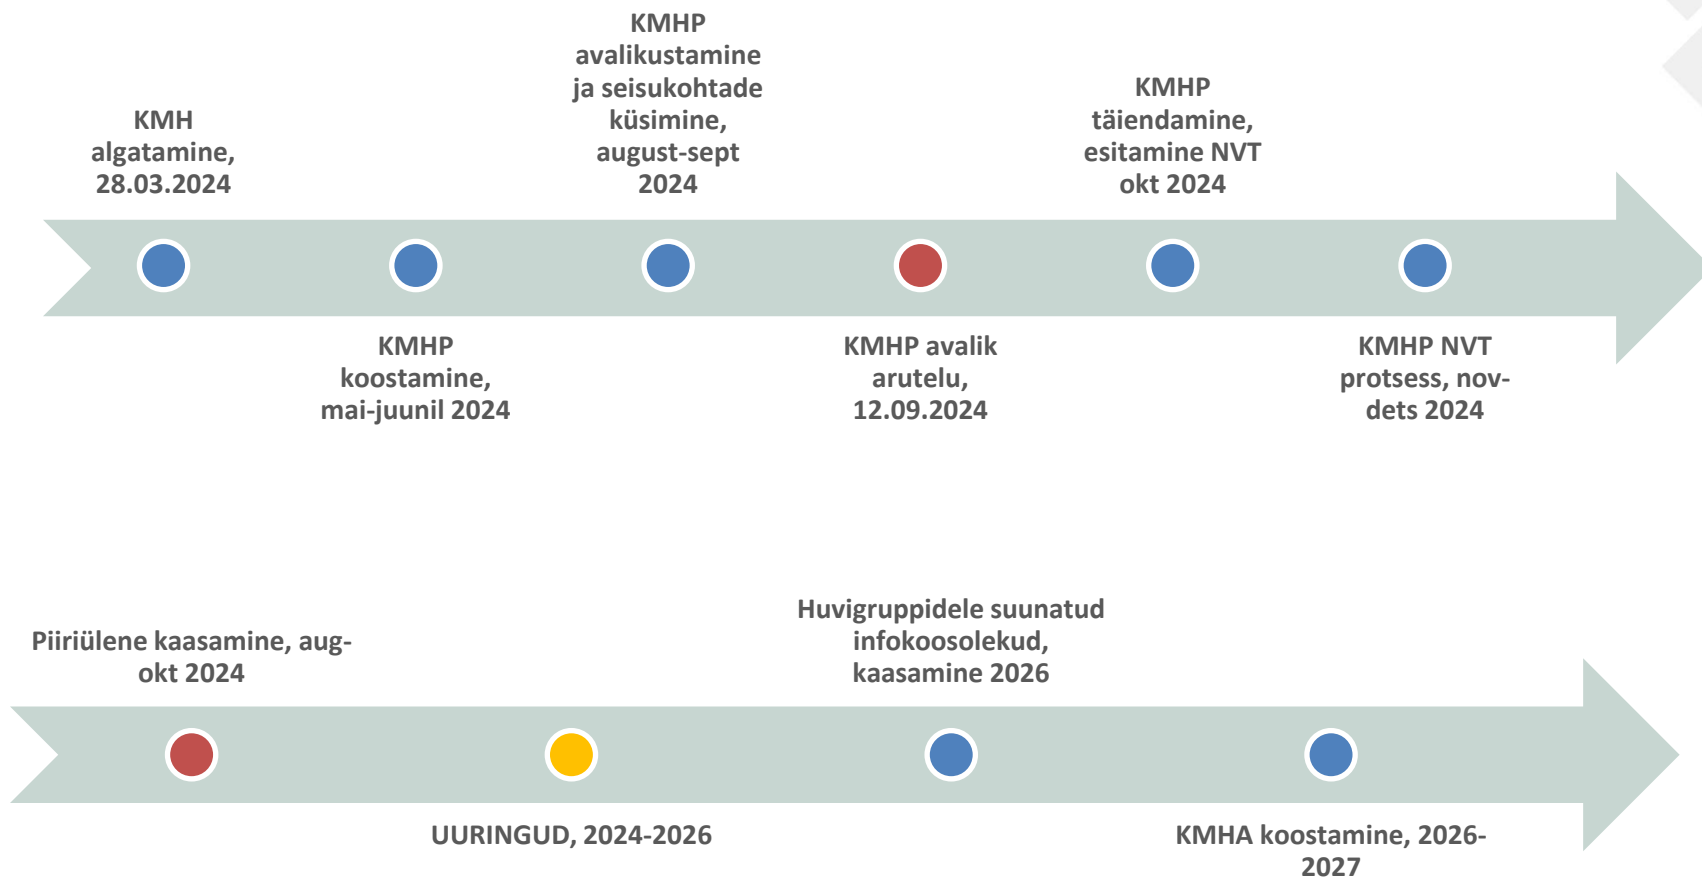 KMH
algatamine,
28.03.2024
KMHP
koostamine,
mai-juunil 2024
KMHP
avalikustamine
ja seisukohtade
küsimine,
august-sept
2024
KMHP avalik
arutelu,
12.09.2024
KMHP
täiendamine,
esitamine NVT
okt 2024
KMHP NVT
protsess, nov-
dets 2024
Piiriülene kaasamine, aug-
okt 2024
UURINGUD, 2024-2026
Huvigruppidele suunatud
infokoosolekud,
kaasamine 2026
KMHA koostamine, 2026-
2027